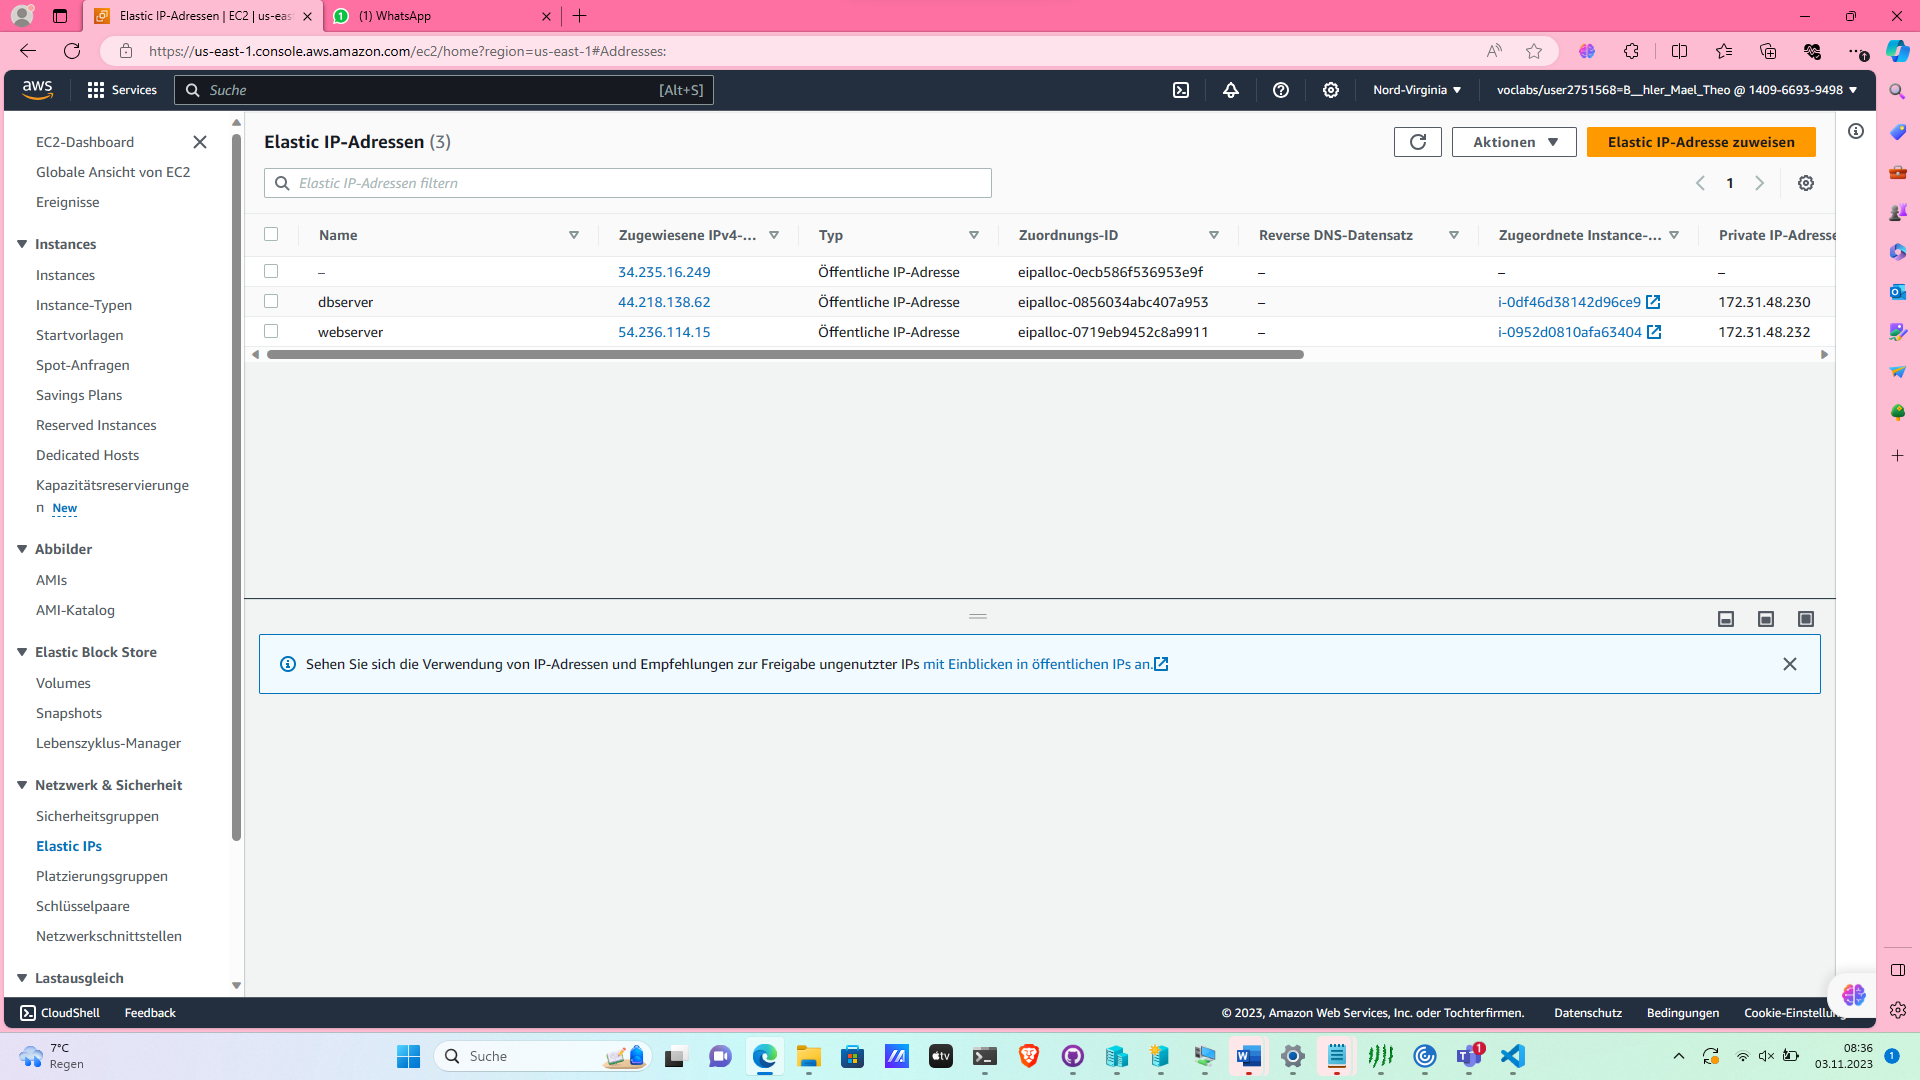 Elastic IP-Adressen | EC2 | us-eas
(1) WhatsApp
https://us-east-1.console.aws.amazon.com/ec2/home?region=us-east-1#Addresses:
aws
Services
Suche
[Alt+S]
Nord-Virginia
voclabs/user2751568=B__hler_Mael_Theo @ 1409-6693-9498
EC2-Dashboard
Globale Ansicht von EC2
Ereignisse
Instances
Instances
Instance-Typen
Startvorlagen
Spot-Anfragen
Savings Plans
Reserved Instances
Dedicated Hosts
Kapazitätsreservierunge
n New
Abbilder
AMIs
AMI-Katalog
Elastic Block Store
Volumes
Snapshots
Lebenszyklus-Manager
Netzwerk & Sicherheit
Sicherheitsgruppen
Elastic IPs
Platzierungsgruppen
Schlüsselpaare
Netzwerkschnittstellen
Lastausgleich
Elastic IP-Adressen (3)
Aktionen
Elastic IP-Adresse zuweisen
Elastic IP-Adressen filtern
1
Name Zugewiesene IPv4-... Typ Zuordnungs-ID Reverse DNS-Datensatz Zugeordnete Instance-... Private IP-Adresse
– 34.235.16.249 Öffentliche IP-Adresse eipalloc-0ecb586f536953e9f – – –
dbserver 44.218.138.62 Öffentliche IP-Adresse eipalloc-0856034abc407a953 – i-0df46d38142d96ce9 172.31.48.230
webserver 54.236.114.15 Öffentliche IP-Adresse eipalloc-0719eb9452c8a9911 – i-0952d0810afa63404 172.31.48.232
Sehen Sie sich die Verwendung von IP-Adressen und Empfehlungen zur Freigabe ungenutzter IPs mit Einblicken in öffentlichen IPs an.
CloudShell Feedback
© 2023, Amazon Web Services, Inc. oder Tochterfirmen. Datenschutz Bedingungen Cookie-Einstellung
7°C
Regen
Suche
tv
1
08:36
03.11.2023
1